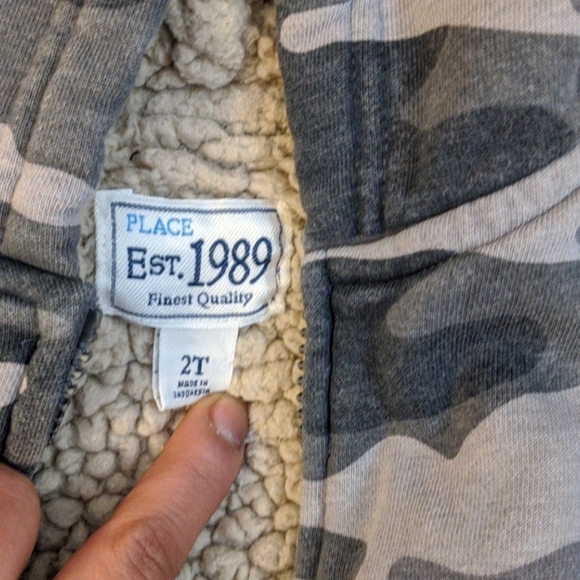 PLACE
EST. 1989
Finest Quality
2T
MADE IN
INDONESIA